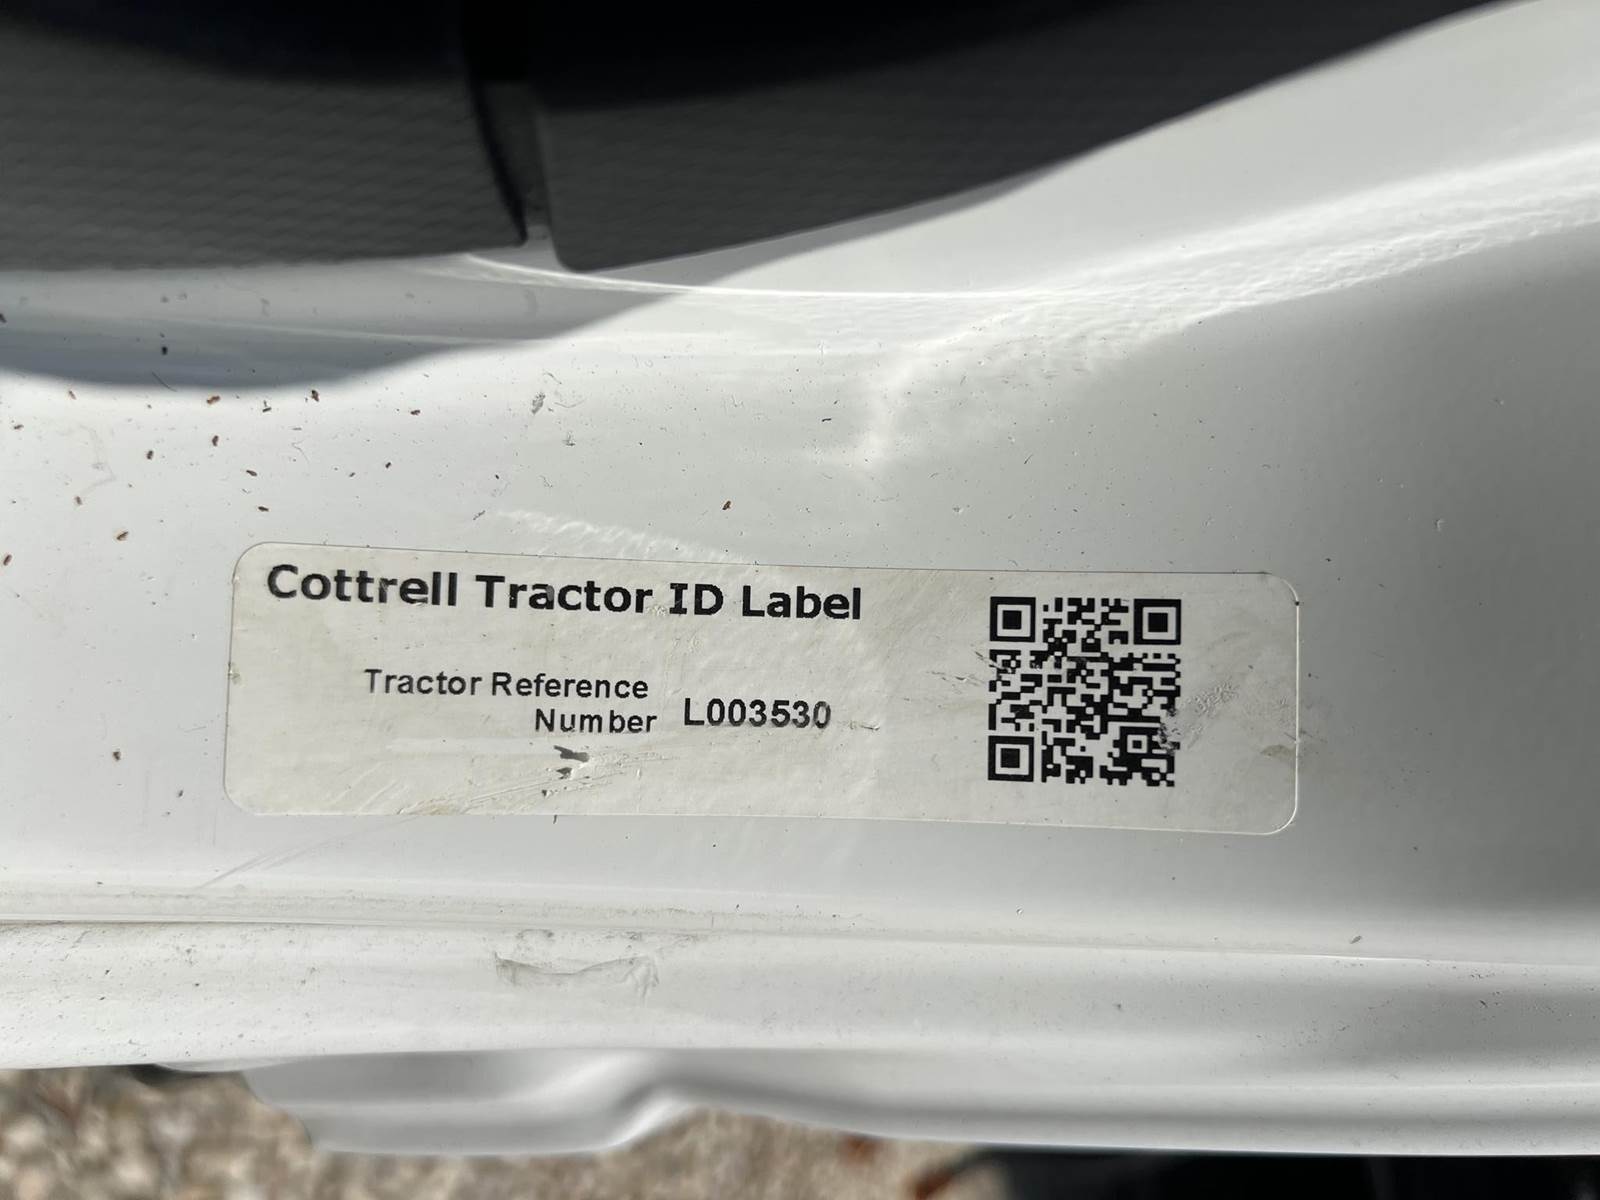 Cottrell Tractor ID Label
Tractor Reference
Number L003530